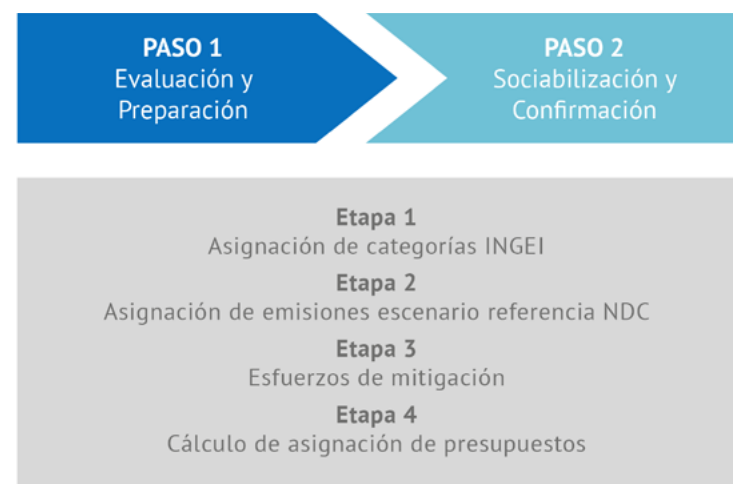 PASO 1
Evaluación y
Preparación
PASO 2
Sociabilización y
Confirmación
Etapa 1
Asignación de categorías INGEI
Etapa 2
Asignación de emisiones escenario referencia NDC
Etapa 3
Esfuerzos de mitigación
Etapa 4
Cálculo de asignación de presupuestos